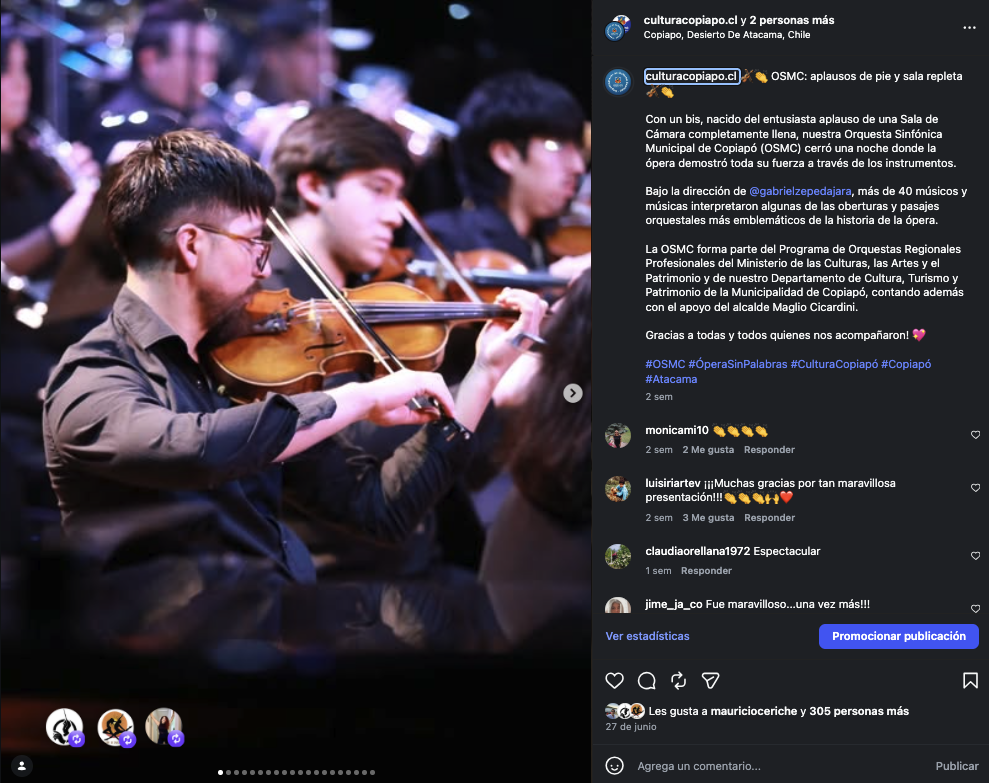 culturacopiapo.cl y 2 personas más
Copiapo, Desierto De Atacama, Chile
culturacopiapo.cl 🎻👏 OSMC: aplausos de pie y sala repleta
🎻👏
Con un bis, nacido del entusiasta aplauso de una Sala de
Cámara completamente llena, nuestra Orquesta Sinfónica
Municipal de Copiapó (OSMC) cerró una noche donde la
ópera demostró toda su fuerza a través de los instrumentos.
Bajo la dirección de @gabrielzepedajara, más de 40 músicos y
músicas interpretaron algunas de las oberturas y pasajes
orquestales más emblemáticos de la historia de la ópera.
La OSMC forma parte del Programa de Orquestas Regionales
Profesionales del Ministerio de las Culturas, las Artes y el
Patrimonio y de nuestro Departamento de Cultura, Turismo y
Patrimonio de la Municipalidad de Copiapó, contando además
con el apoyo del alcalde Maglio Cicardini.
Gracias a todas y todos quienes nos acompañaron! 💖
#OSMC #ÓperaSinPalabras #CulturaCopiapó #Copiapó
#Atacama
2 sem
monicami10 👏👏👏👏
2 sem 2 Me gusta Responder
luisiriartev ¡¡¡Muchas gracias por tan maravillosa
presentación!!!👏👏👏🙌❤️
2 sem 3 Me gusta Responder
claudiaorellana1972 Espectacular
1 sem Responder
jime_ja_co Fue maravilloso...una vez más!!!
Ver estadísticas
Promocionar publicación
Les gusta a mauricioceriche y 305 personas más
27 de junio
Agrega un comentario...
Publicar